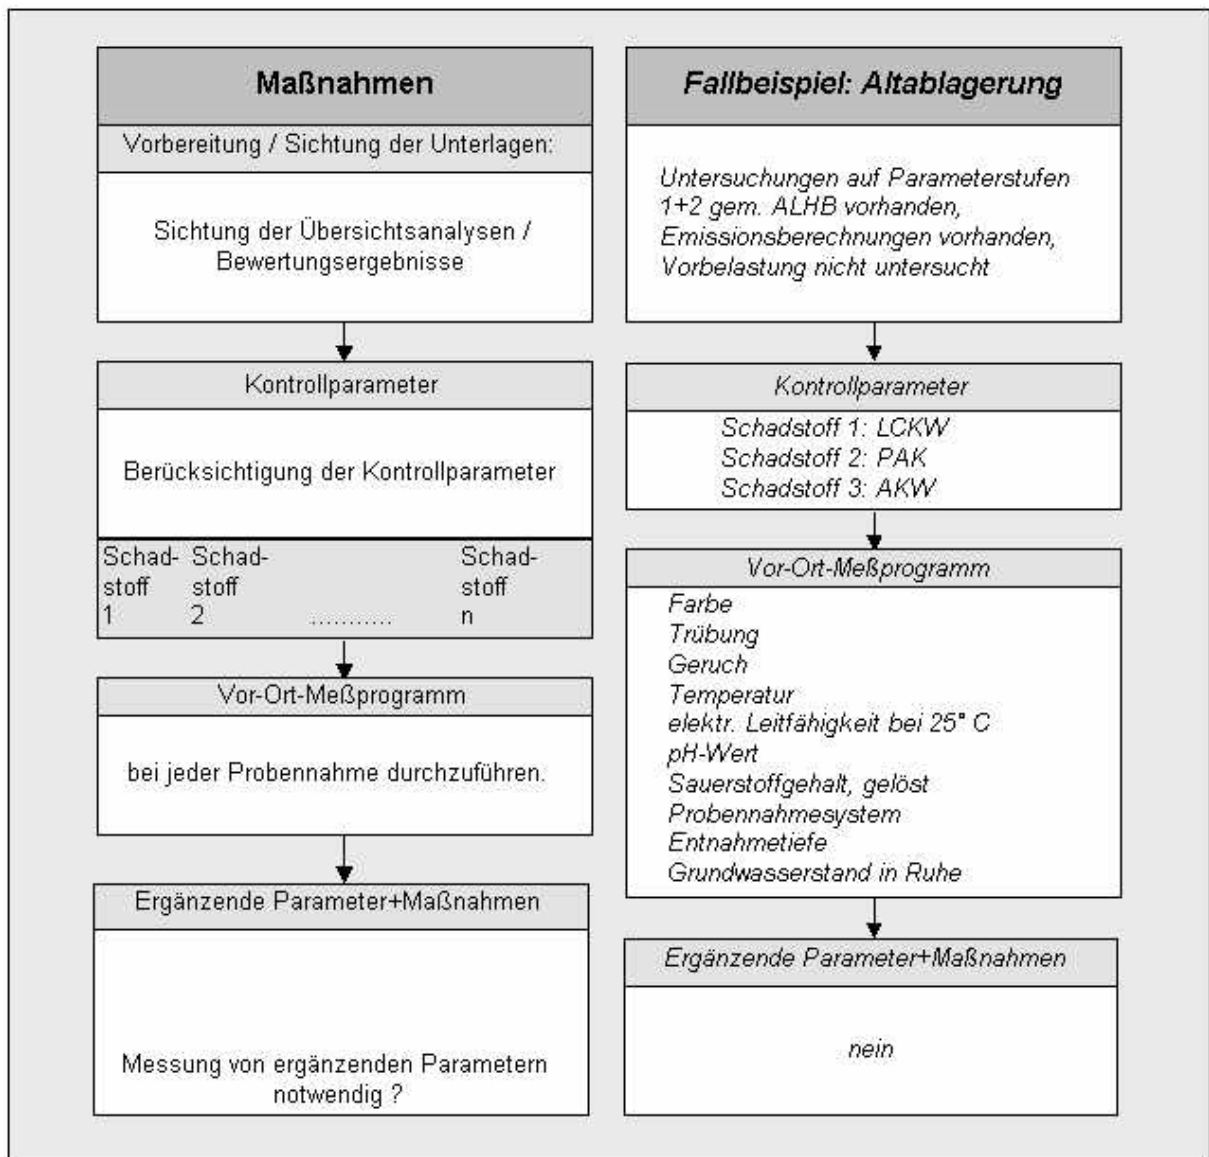 Maßnahmen
Vorbereitung / Sichtung der Unterlagen:
Sichtung der Übersichtsanalysen /
Bewertungsergebnisse
Kontrollparameter
Berücksichtigung der Kontrollparameter
Schad- Schad- Schad-
stoff stoff stoff
1 2 ........... n
Vor-Ort-Meßprogramm
bei jeder Probennahme durchzuführen.
Ergänzende Parameter+Maßnahmen
Messung von ergänzenden Parametern
notwendig ?
Fallbeispiel: Altablagerung
Untersuchungen auf Parameterstufen
1+2 gem. ALHB vorhanden,
Emissionsberechnungen vorhanden,
Vorbelastung nicht untersucht
Kontrollparameter
Schadstoff 1: LCKW
Schadstoff 2: PAK
Schadstoff 3: AKW
Vor-Ort-Meßprogramm
Farbe
Trübung
Geruch
Temperatur
elektr. Leitfähigkeit bei 25° C
pH-Wert
Sauerstoffgehalt, gelöst
Probennahmesystem
Entnahmetiefe
Grundwasserstand in Ruhe
Ergänzende Parameter+Maßnahmen
nein